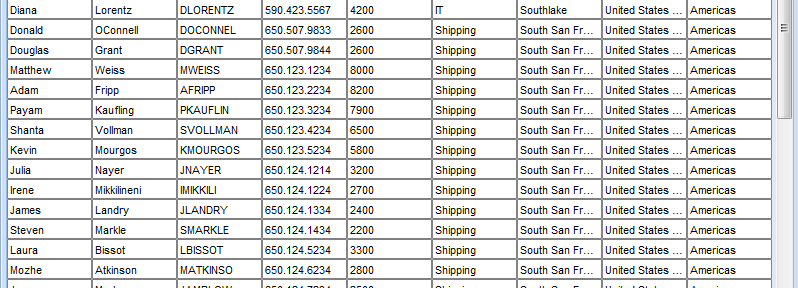 Diana Lorentz DLORENTZ 590.423.5567 4200 IT Southlake United States ... Americas
Donald OConnell DOCONNEL 650.507.9833 2600 Shipping South San Fr... United States ... Americas
Douglas Grant DGRANT 650.507.9844 2600 Shipping South San Fr... United States ... Americas
Matthew Weiss MWEISS 650.123.1234 8000 Shipping South San Fr... United States ... Americas
Adam Fripp AFRIPP 650.123.2234 8200 Shipping South San Fr... United States ... Americas
Payam Kaufling PKAUFLIN 650.123.3234 7900 Shipping South San Fr... United States ... Americas
Shanta Vollman SVOLLMAN 650.123.4234 6500 Shipping South San Fr... United States ... Americas
Kevin Mourgos KMOURGOS 650.123.5234 5800 Shipping South San Fr... United States ... Americas
Julia Nayer JNAYER 650.124.1214 3200 Shipping South San Fr... United States ... Americas
Irene Mikkilineni IMIKKILI 650.124.1224 2700 Shipping South San Fr... United States ... Americas
James Landry JLANDRY 650.124.1334 2400 Shipping South San Fr... United States ... Americas
Steven Markle SMARKLE 650.124.1434 2200 Shipping South San Fr... United States ... Americas
Laura Bissot LBISSOT 650.124.5234 3300 Shipping South San Fr... United States ... Americas
Mozhe Atkinson MATKINSO 650.124.6234 2800 Shipping South San Fr... United States ... Americas